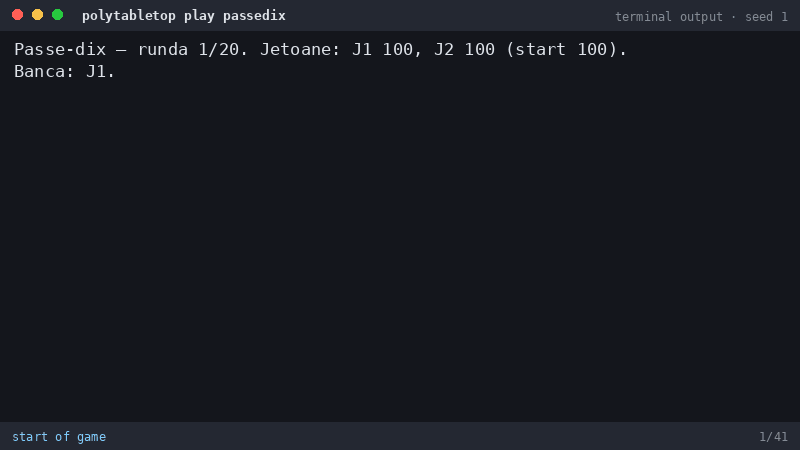 polytabletop play passedix
terminal output · seed 1
Passe-dix — runda 1/20. Jetoane: J1 100, J2 100 (start 100).
Banca: J1.
start of game
1/41